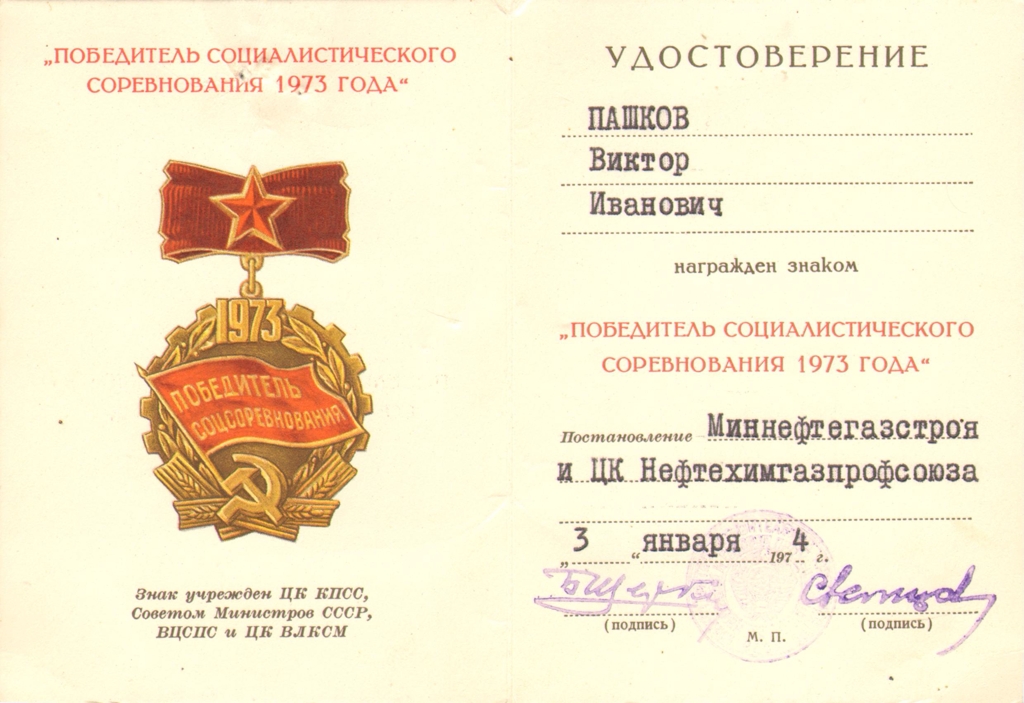 „ПОБЕДИТЕЛЬ СОЦИАЛИСТИЧЕСКОГО
СОРЕВНОВАНИЯ 1973 ГОДА“
1973
ПОБЕДИТЕЛЬ
СОЦСОРЕВНОВАНИЯ
Знак учрежден ЦК КПСС,
Советом Министров СССР,
ВЦСПС и ЦК ВЛКСМ
УДОСТОВЕРЕНИЕ
ПАШКОВ
Виктор
Иванович
награжден знаком
„ПОБЕДИТЕЛЬ СОЦИАЛИСТИЧЕСКОГО
СОРЕВНОВАНИЯ 1973 ГОДА“
Постановление Миннефтегазстроя
и ЦК Нефтехимгазпрофсоюза
„3“ января 1974 г.
(подпись) (подпись)
М. П.